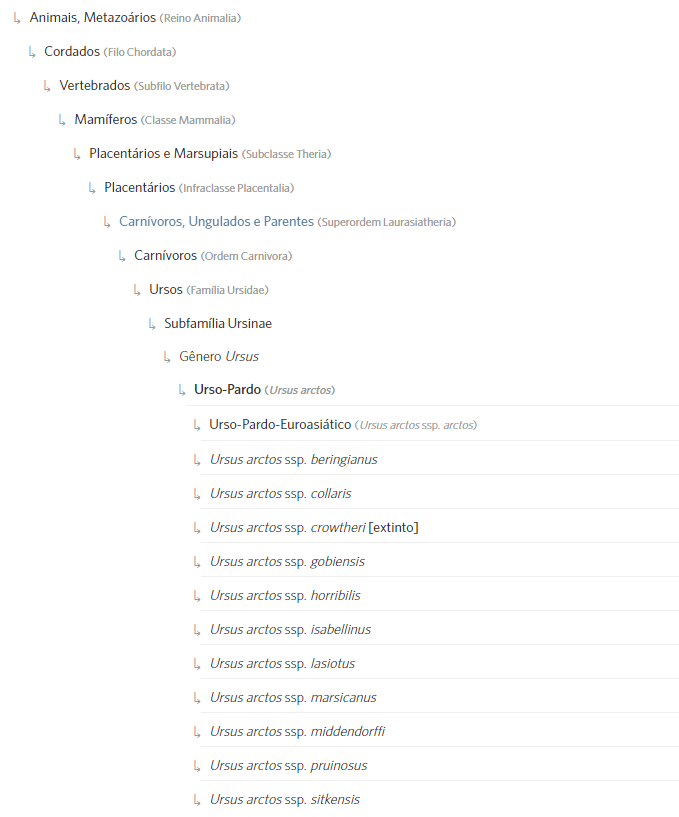 Animais, Metazoários (Reino Animalia)
Cordados (Filo Chordata)
Vertebrados (Subfilo Vertebrata)
Mamíferos (Classe Mammalia)
Placentários e Marsupiais (Subclasse Theria)
Placentários (Infraclasse Placentalia)
Carnívoros, Ungulados e Parentes (Superordem Laurasiatheria)
Carnívoros (Ordem Carnivora)
Ursos (Família Ursidae)
Subfamília Ursinae
Gênero Ursus
Urso-Pardo (Ursus arctos)
Urso-Pardo-Euroasiático (Ursus arctos ssp. arctos)
Ursus arctos ssp. beringianus
Ursus arctos ssp. collaris
Ursus arctos ssp. crowtheri [extinto]
Ursus arctos ssp. gobiensis
Ursus arctos ssp. horribilis
Ursus arctos ssp. isabellinus
Ursus arctos ssp. lasiotus
Ursus arctos ssp. marsicanus
Ursus arctos ssp. middendorffi
Ursus arctos ssp. pruinosus
Ursus arctos ssp. sitkensis